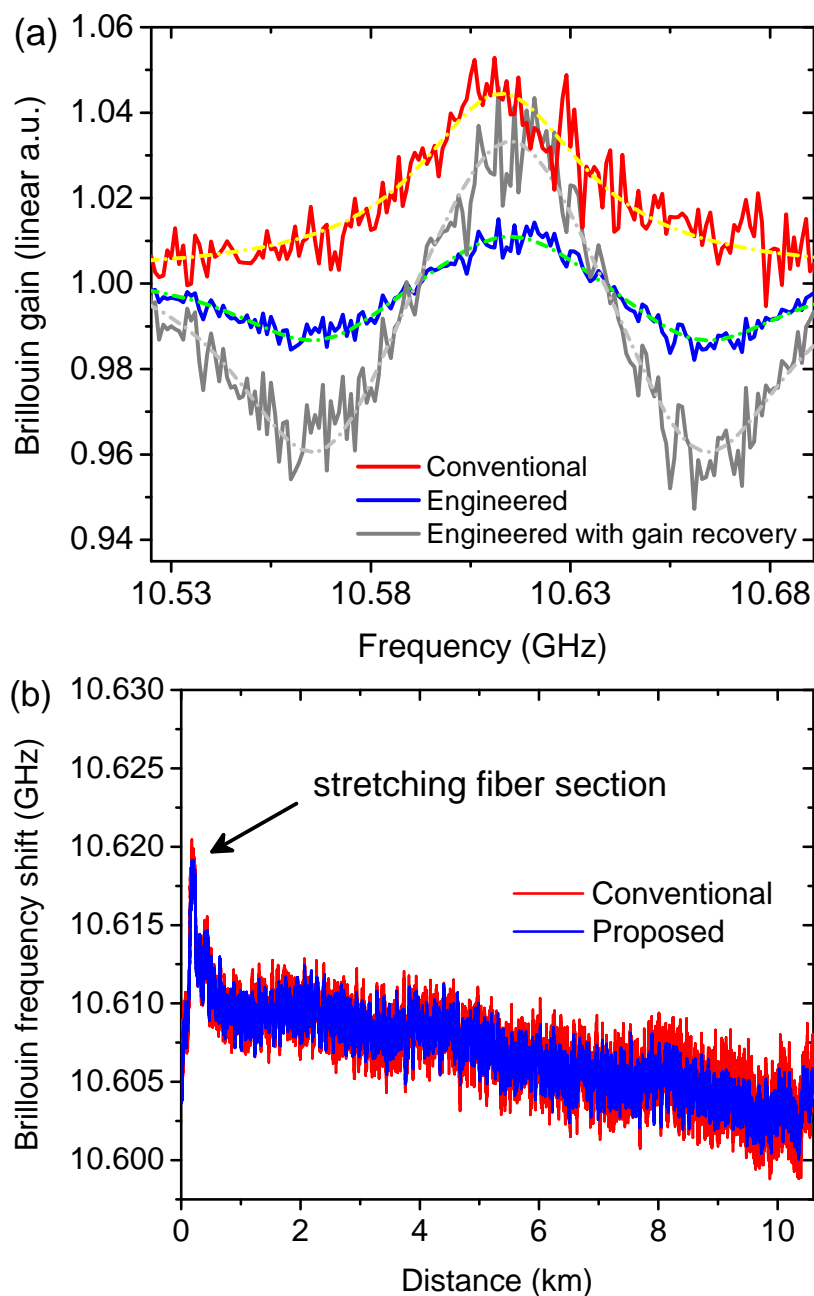 (a)
1.06
1.04
1.02
1.00
0.98
0.96
0.94
Brillouin gain (linear a.u.)
Conventional
Engineered
Engineered with gain recovery
10.53 10.58 10.63 10.68
Frequency (GHz)
(b)
10.630
10.625
10.620
10.615
10.610
10.605
10.600
Brillouin frequency shift (GHz)
stretching fiber section
Conventional
Proposed
0 2 4 6 8 10
Distance (km)